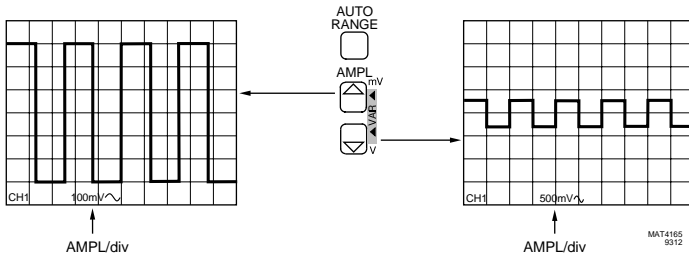 AUTO
RANGE
AMPL
mV
VAR
V
CH1 100mV
AMPL/div
CH1 500mV
AMPL/div
MAT4165
9312